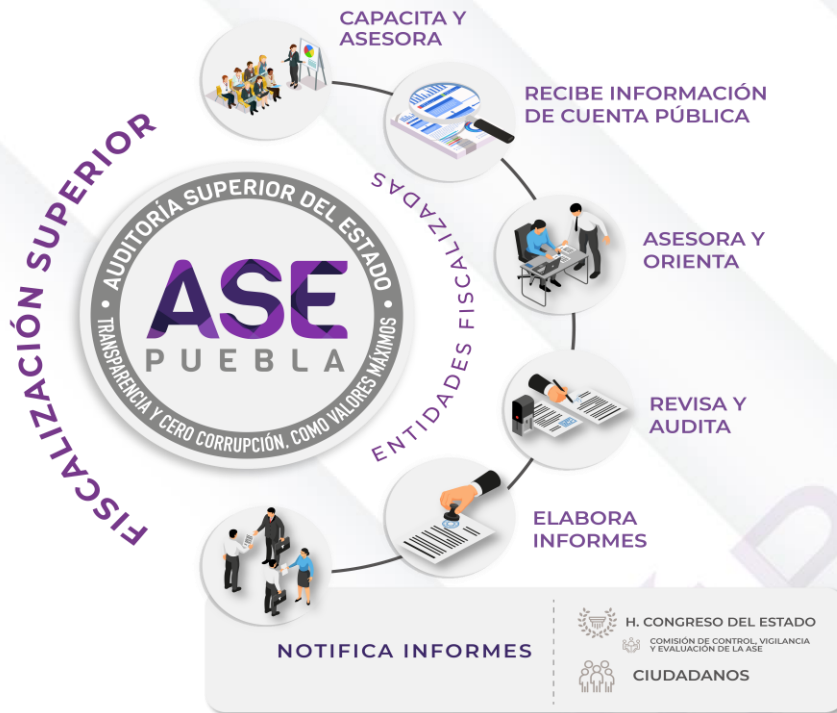 CAPACITA Y
ASESORA
RECIBE INFORMACIÓN
DE CUENTA PÚBLICA
FISCALIZACIÓN SUPERIOR
AUDITORÍA SUPERIOR DEL ESTADO
ASE
PUEBLA
TRANSPARENCIA Y CERO CORRUPCIÓN, COMO VALORES MÁXIMOS
ENTIDADES FISCALIZADAS
ASESORA Y
ORIENTA
REVISA Y
AUDITA
ELABORA
INFORMES
NOTIFICA INFORMES
H. CONGRESO DEL ESTADO
COMISIÓN DE CONTROL, VIGILANCIA
Y EVALUACIÓN DE LA ASE
CIUDADANOS